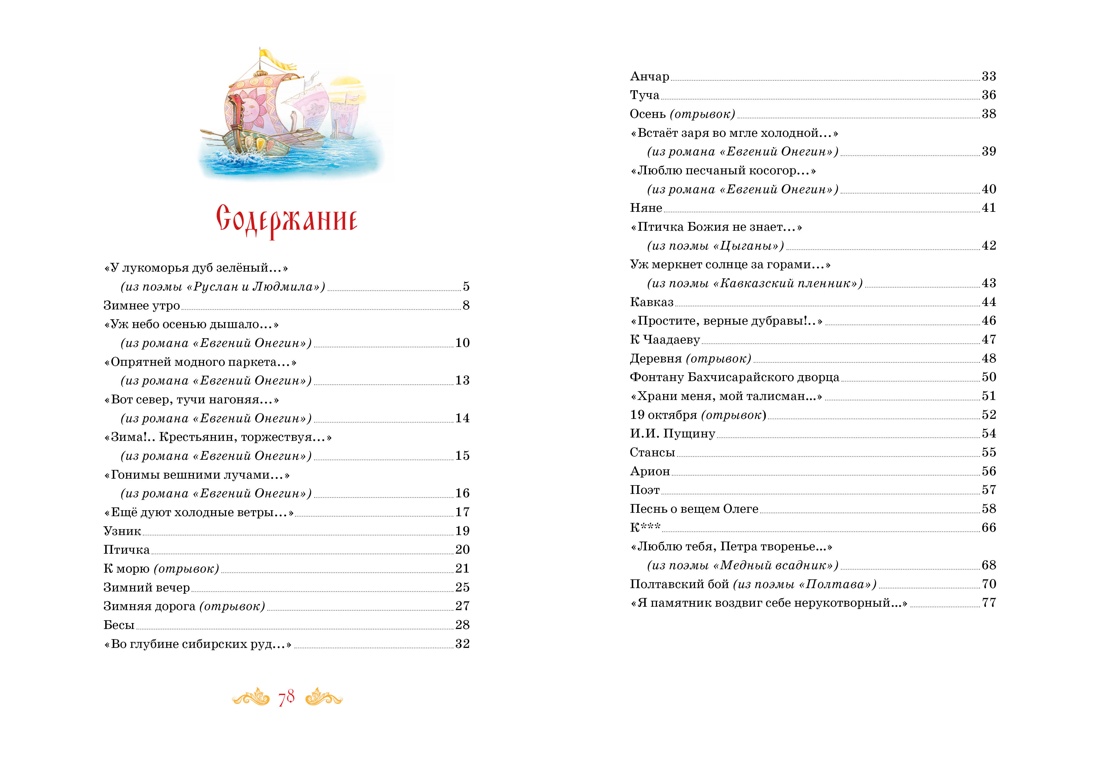 Содержание
«У лукоморья дуб зелёный...»
(из поэмы «Руслан и Людмила») 5
Зимнее утро 8
«Уж небо осенью дышало...»
(из романа «Евгений Онегин») 10
«Опрятней модного паркета...»
(из романа «Евгений Онегин») 13
«Вот север, тучи нагоняя...»
(из романа «Евгений Онегин») 14
«Зима!.. Крестьянин, торжествуя...»
(из романа «Евгений Онегин») 15
«Гонимы вешними лучами...»
(из романа «Евгений Онегин») 16
«Ещё дуют холодные ветры...» 17
Узник 19
Птичка 20
К морю (отрывок) 21
Зимний вечер 25
Зимняя дорога (отрывок) 27
Бесы 28
«Во глубине сибирских руд...» 32
78
Анчар 33
Туча 36
Осень (отрывок) 38
«Встаёт заря во мгле холодной...»
(из романа «Евгений Онегин») 39
«Люблю песчаный косогор...»
(из романа «Евгений Онегин») 40
Няне 41
«Птичка Божия не знает...»
(из поэмы «Цыганы») 42
Уж меркнет солнце за горами...»
(из поэмы «Кавказский пленник») 43
Кавказ 44
«Простите, верные дубравы!..» 46
К Чаадаеву 47
Деревня (отрывок) 48
Фонтану Бахчисарайского дворца 50
«Храни меня, мой талисман...» 51
19 октября (отрывок) 52
И.И. Пущину 54
Стансы 55
Арион 56
Поэт 57
Песнь о вещем Олеге 58
К*** 66
«Люблю тебя, Петра творенье...»
(из поэмы «Медный всадник») 68
Полтавский бой (из поэмы «Полтава») 70
«Я памятник воздвиг себе нерукотворный...» 77